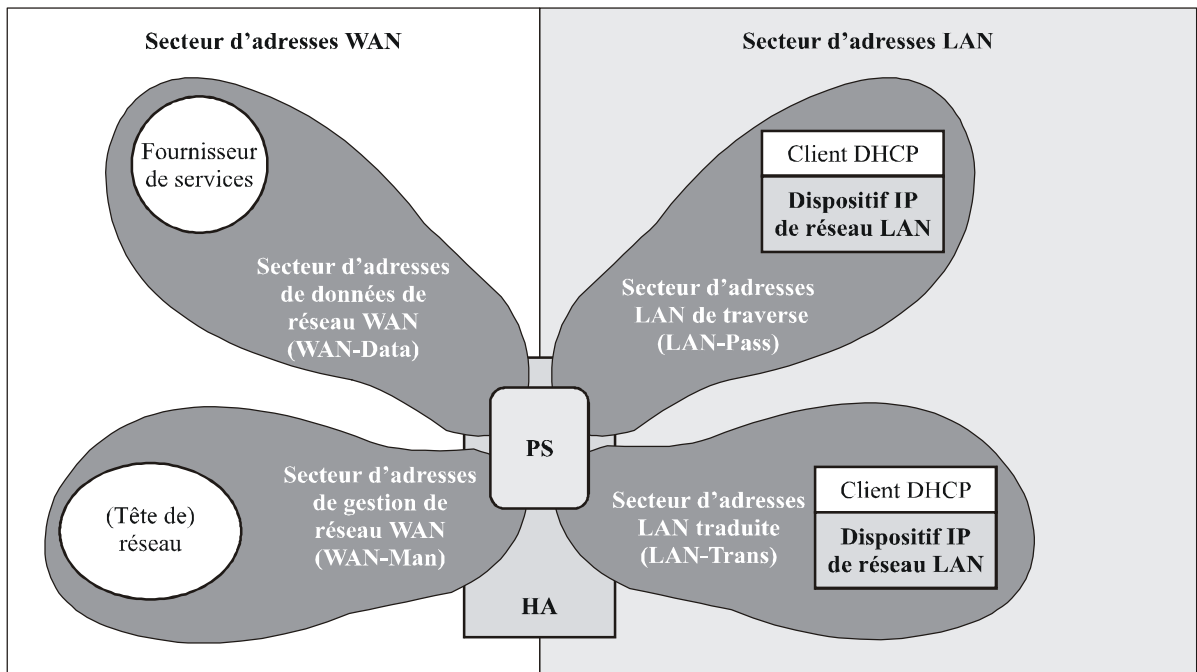 Secteur d'adresses WAN
Secteur d'adresses LAN
Fournisseur
de services
Client DHCP
Dispositif IP
de réseau LAN
Secteur d'adresses
de données de
réseau WAN
(WAN-Data)
Secteur d'adresses
LAN de traverse
(LAN-Pass)
PS
(Tête de)
réseau
Secteur d'adresses
de gestion de
réseau WAN
(WAN-Man)
Secteur d'adresses
LAN traduite
(LAN-Trans)
Client DHCP
Dispositif IP
de réseau LAN
HA